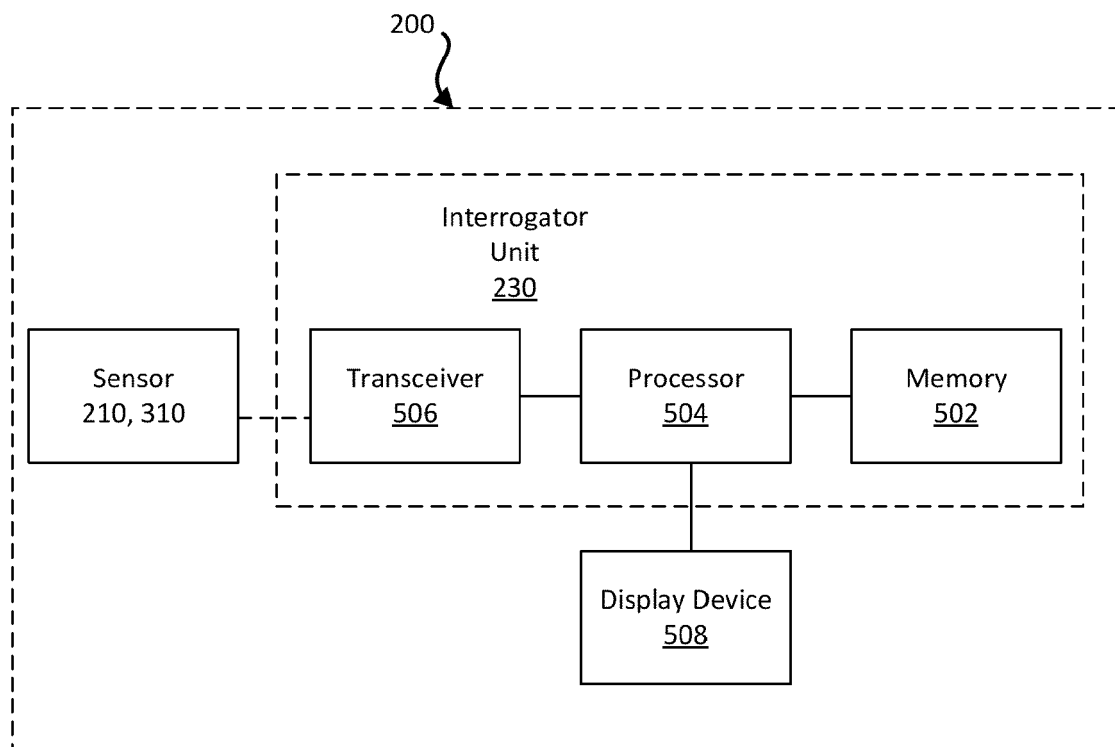 200
Interrogator
Unit
230
Sensor
210, 310
Transceiver
506
Processor
504
Memory
502
Display Device
508